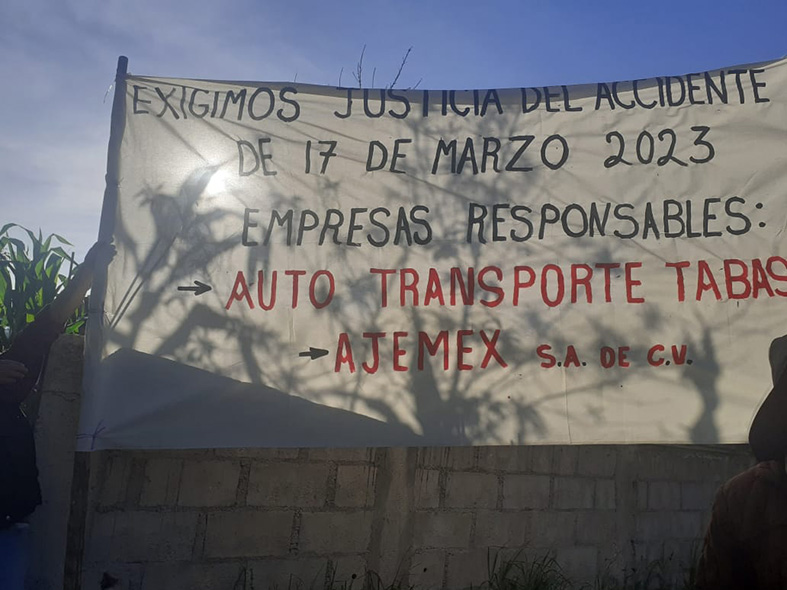 EXIGIMOS JUSTICIA DEL ACCIDENTE
DE 17 DE MARZO 2023
EMPRESAS RESPONSABLES:
→ AUTO TRANSPORTE TABAS
→ AJEMEX S.A. DE C.V.